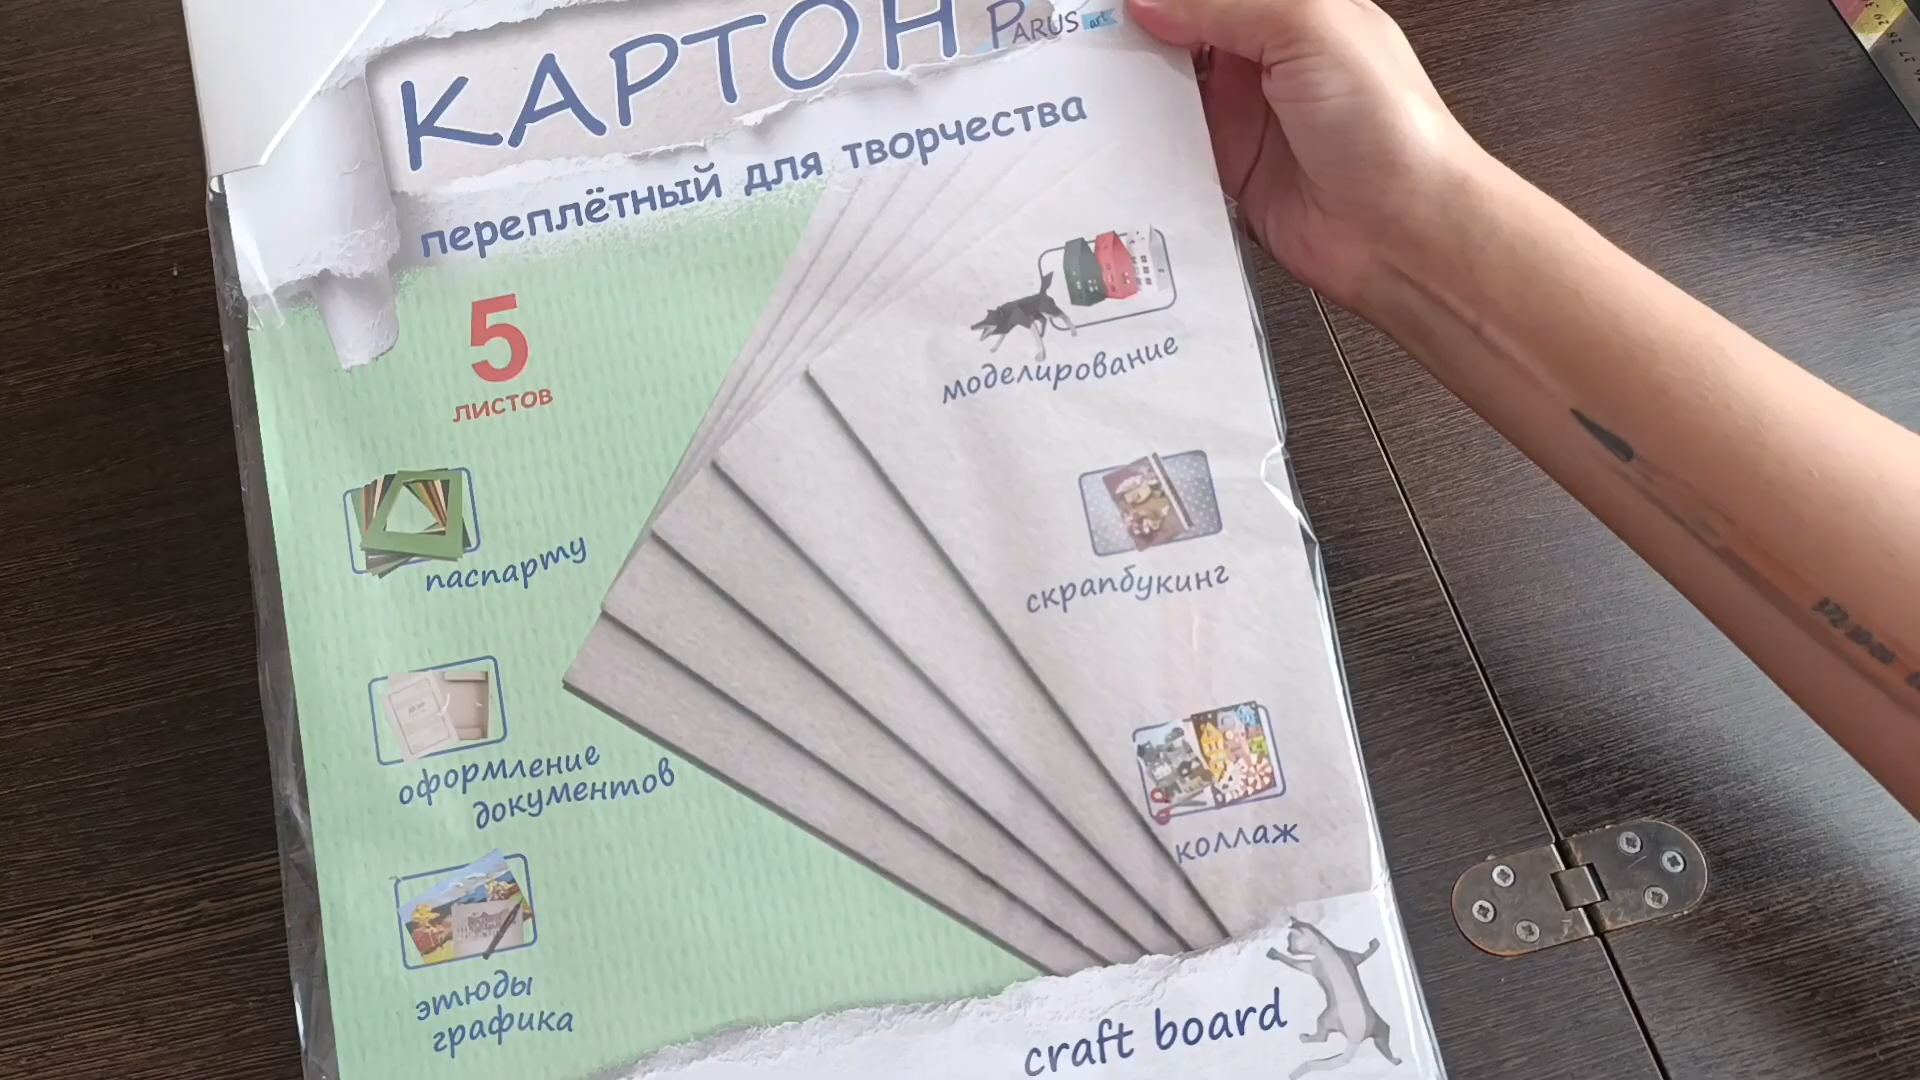 КАРТОН
PARUS art
переплётный для творчества
5
листов
моделирование
паспарту
скрапбукинг
оформление
документов
коллаж
этюды
графика
craft board